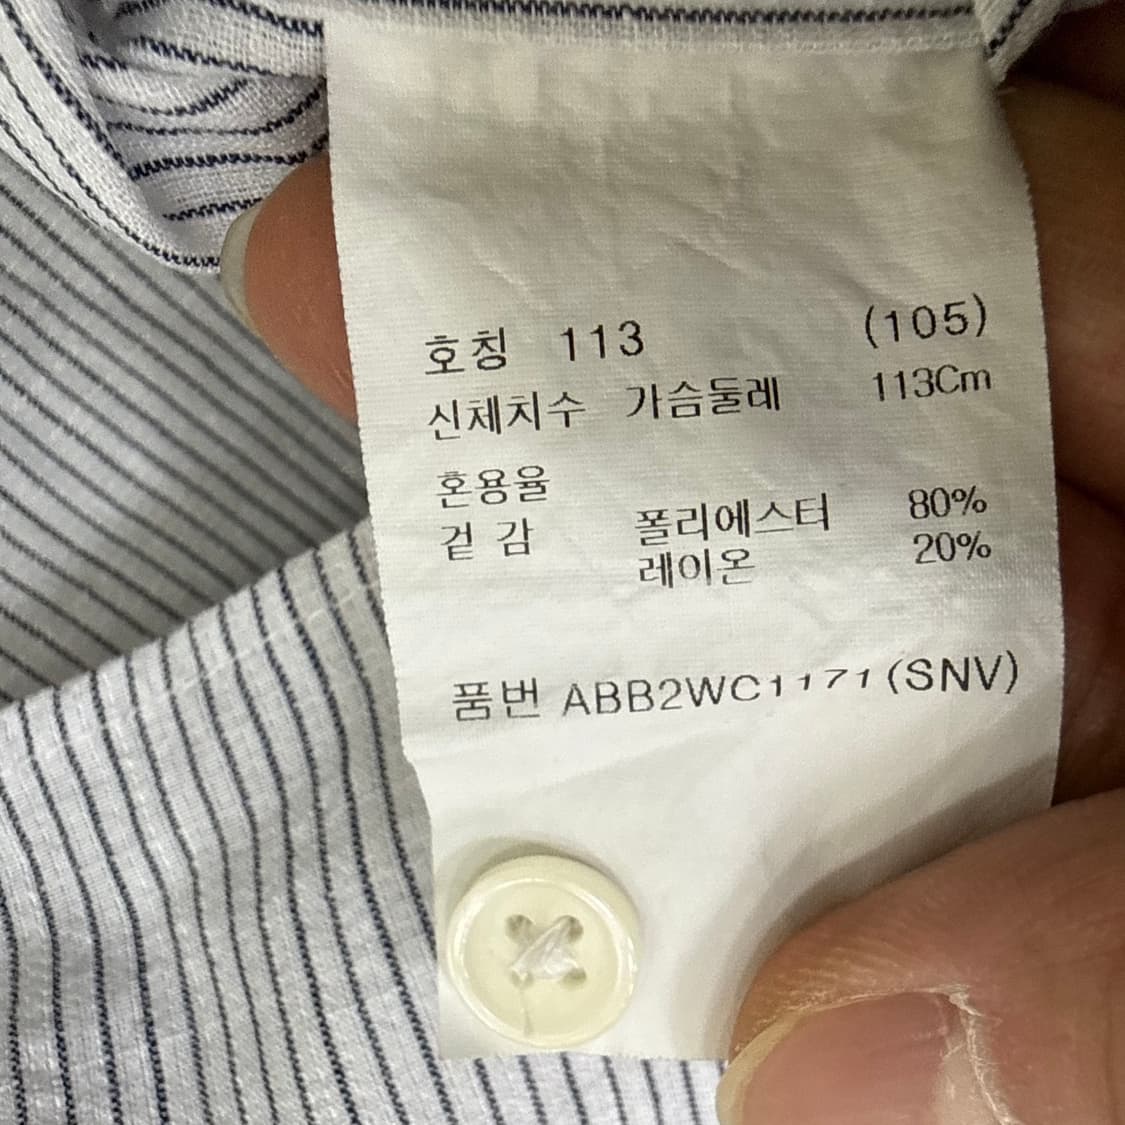 호칭 113 (105)
신체치수 가슴둘레 113Cm
혼용율
겉 감 폴리에스터 80%
레이온 20%
품번 ABB2WC1171(SNV)